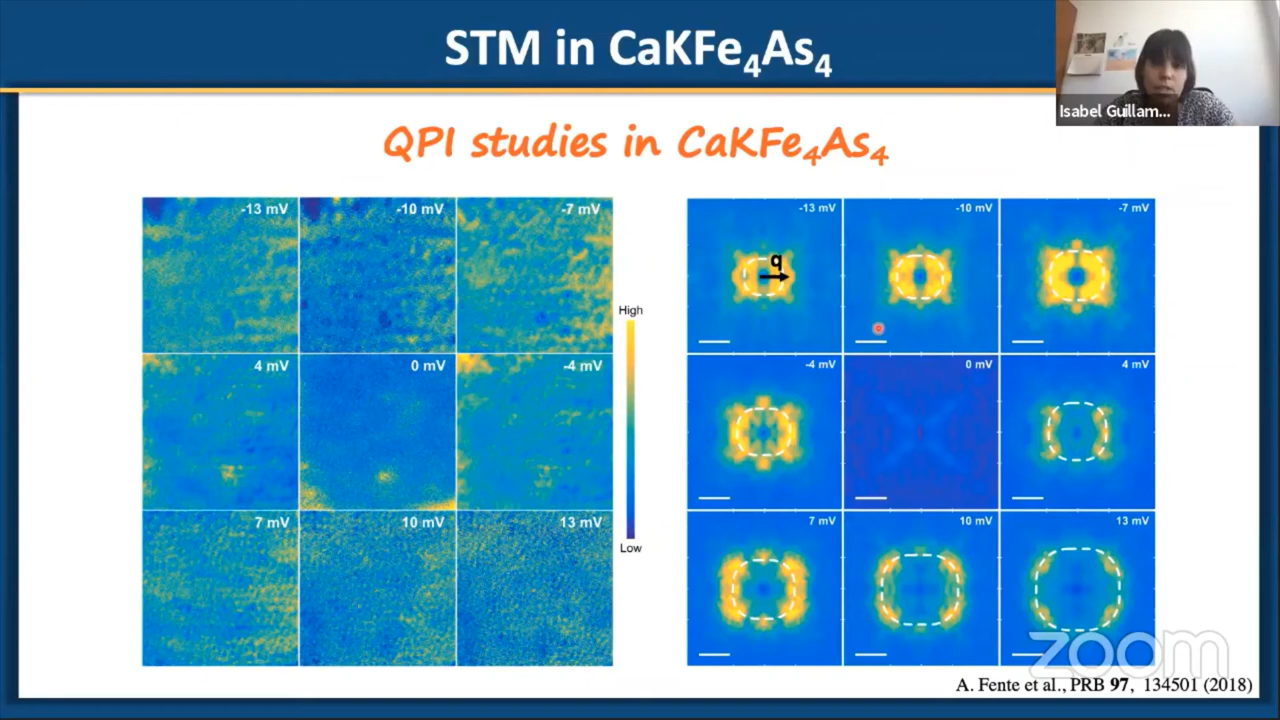 STM in CaKFe₄As₄
Isabel Guillam...
QPI studies in CaKFe₄As₄
-13 mV
-10 mV
-7 mV
4 mV
0 mV
-4 mV
7 mV
10 mV
13 mV
High
Low
-13 mV
q
-10 mV
-7 mV
-4 mV
0 mV
4 mV
7 mV
10 mV
13 mV
zoom
A. Fente et al., PRB 97, 134501 (2018)